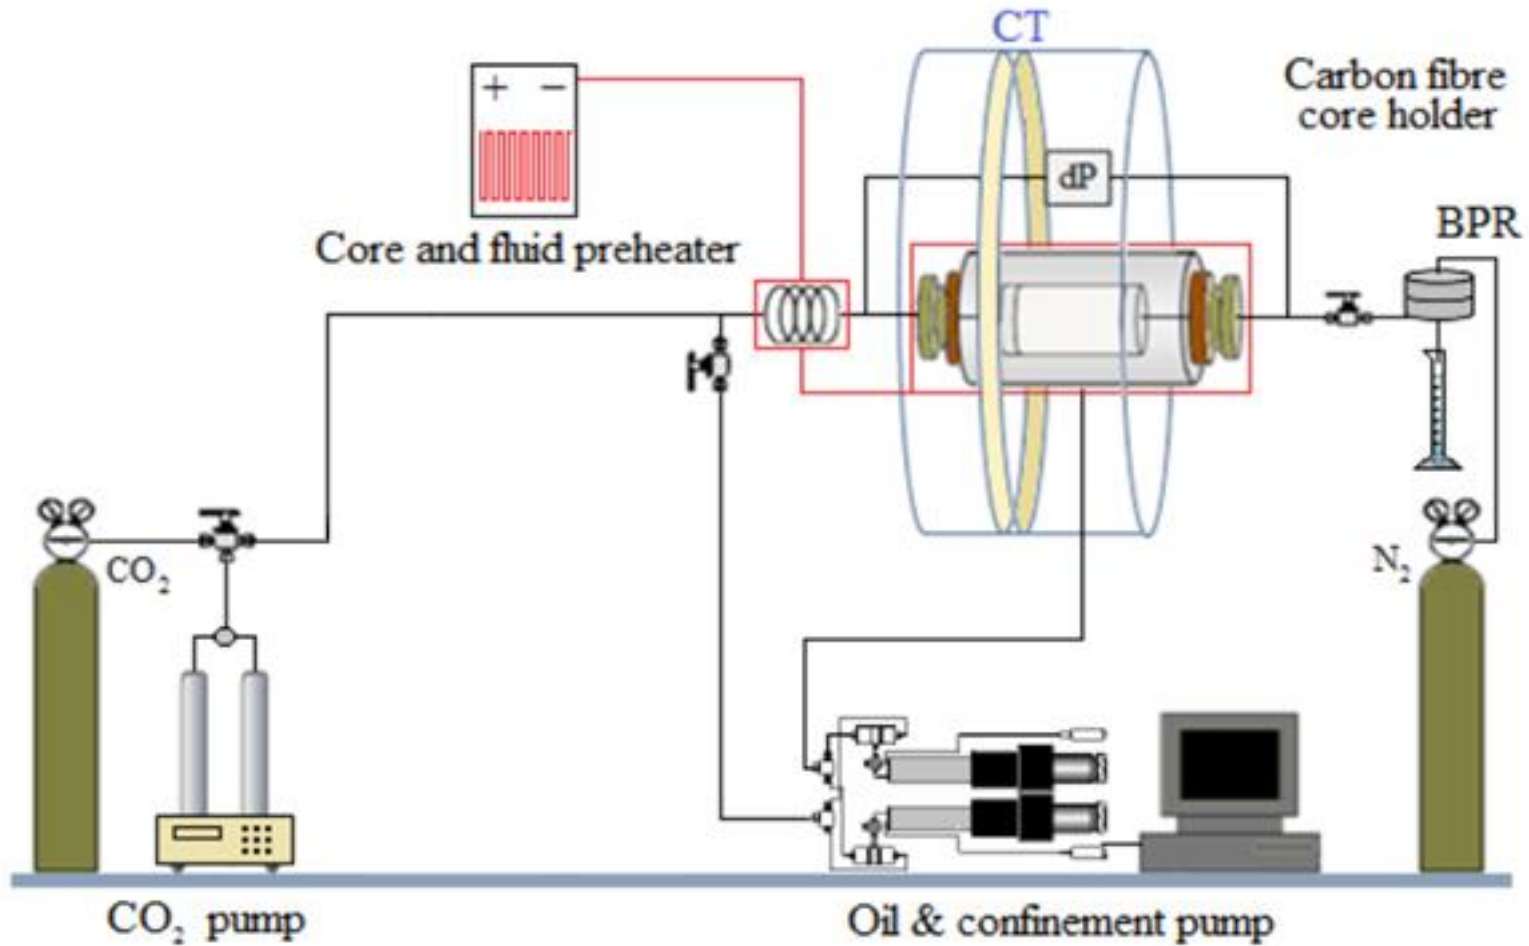 CT
Carbon fibre
core holder
+ −
dP
BPR
Core and fluid preheater
CO₂
N₂
CO₂ pump
Oil & confinement pump